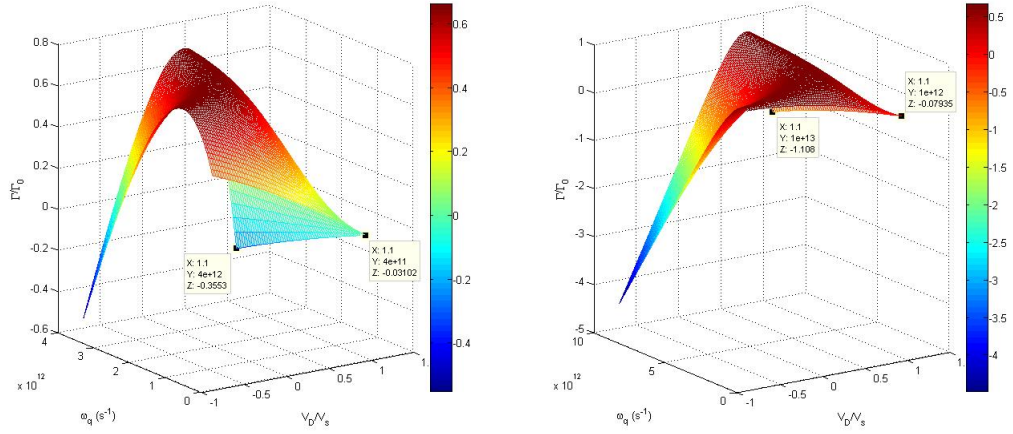 0.8
0.6
0.4
0.2
0
-0.2
-0.4
-0.6
Γ/Γ0
X: 1.1
Y: 4e+12
Z: -0.3553
X: 1.1
Y: 4e+11
Z: -0.03102
4
3
2
1
0
x 10^12
ωq (s^-1)
-1
-0.5
0
0.5
1
1.
VD/Vs
0.6
0.4
0.2
0
-0.2
-0.4
1
0
-1
-2
-3
-4
-5
Γ/Γ0
X: 1.1
Y: 1e+12
Z: -0.07935
X: 1.1
Y: 1e+13
Z: -1.108
10
5
0
x 10^12
ωq (s^-1)
-1
-0.5
0
0.5
1
1.
VD/Vs
0.5
0
-0.5
-1
-1.5
-2
-2.5
-3
-3.5
-4
-4.5